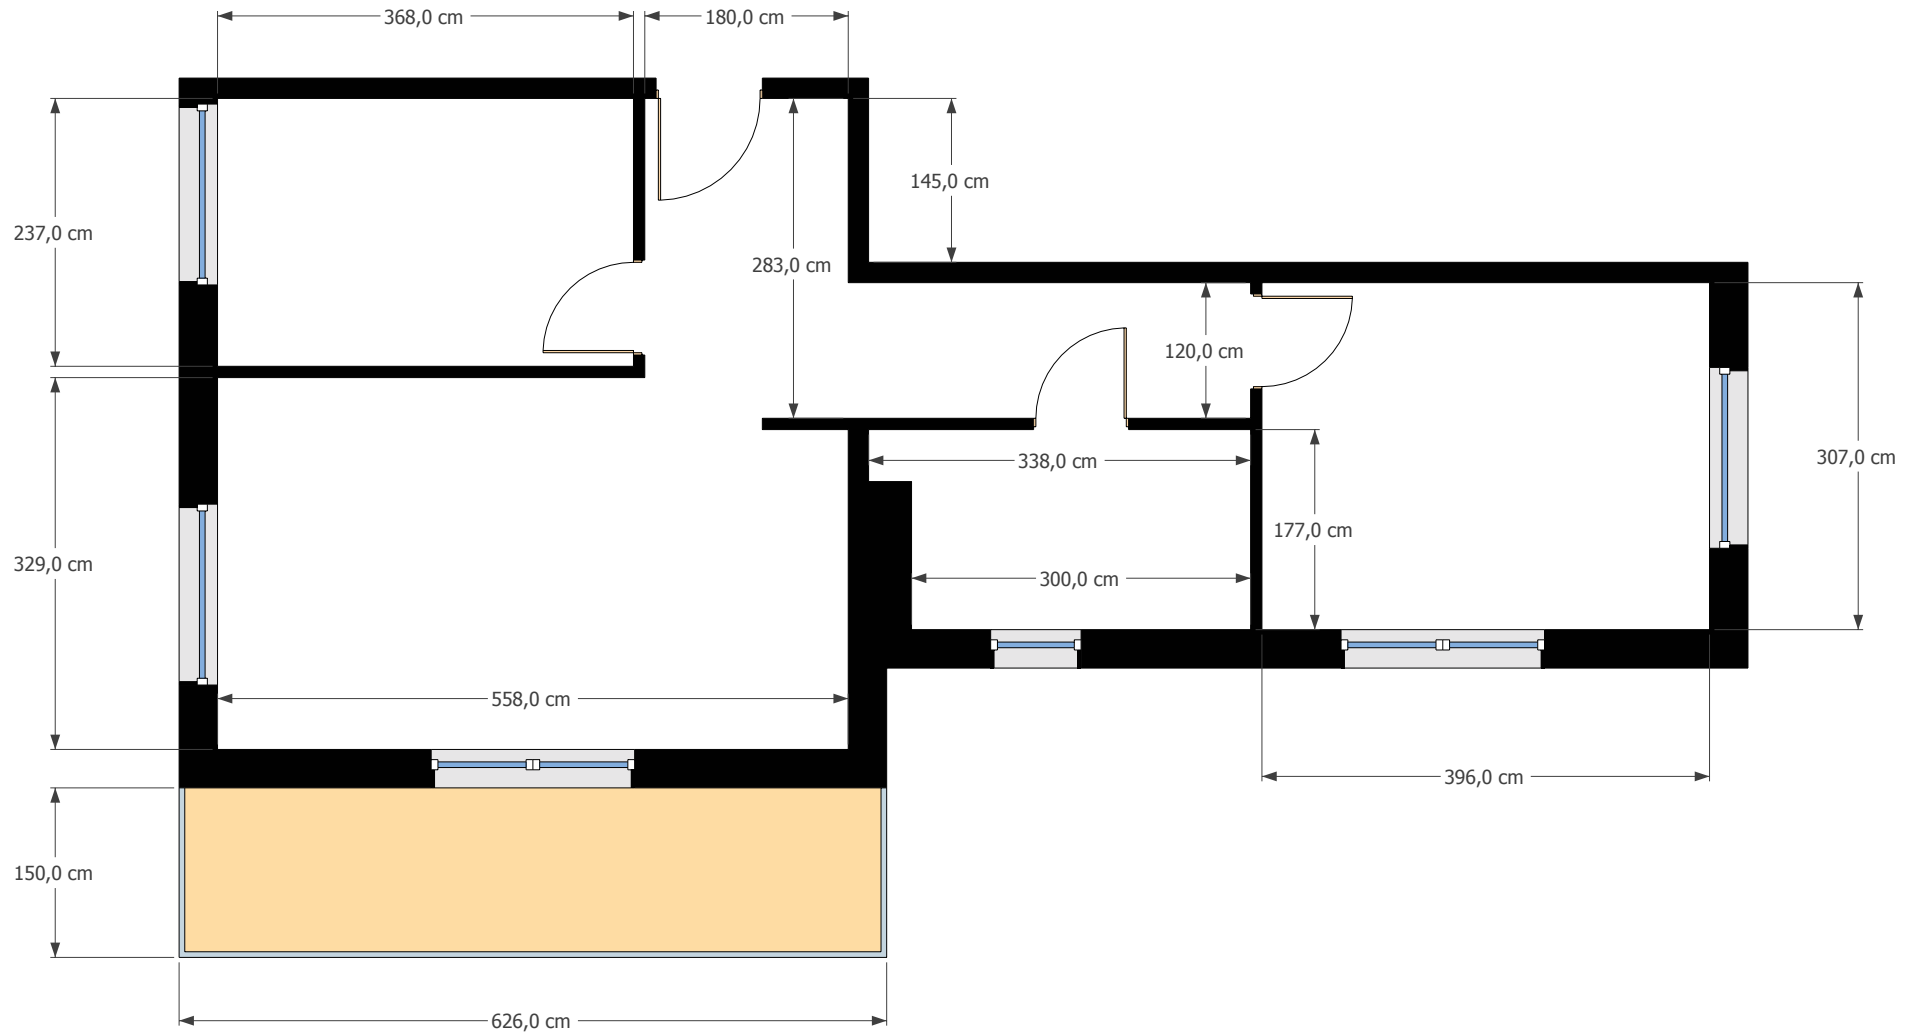 368,0 cm
180,0 cm
145,0 cm
237,0 cm
283,0 cm
120,0 cm
307,0 cm
338,0 cm
177,0 cm
329,0 cm
300,0 cm
558,0 cm
396,0 cm
150,0 cm
626,0 cm